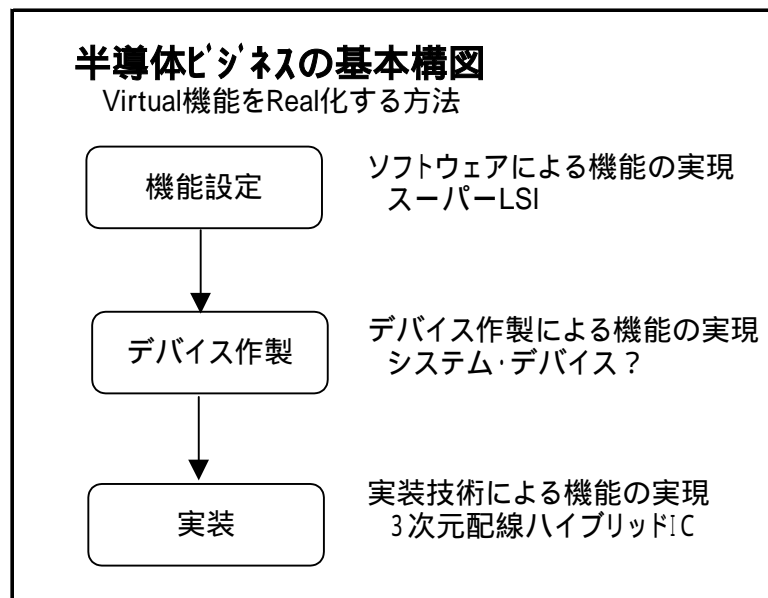 半導体ﾋﾞｼﾞﾈｽの基本構図
Virtual機能をReal化する方法
機能設定
ソフトウェアによる機能の実現
スーパーLSI
デバイス作製
デバイス作製による機能の実現
システム・デバイス？
実装
実装技術による機能の実現
３次元配線ハイブリッドIC